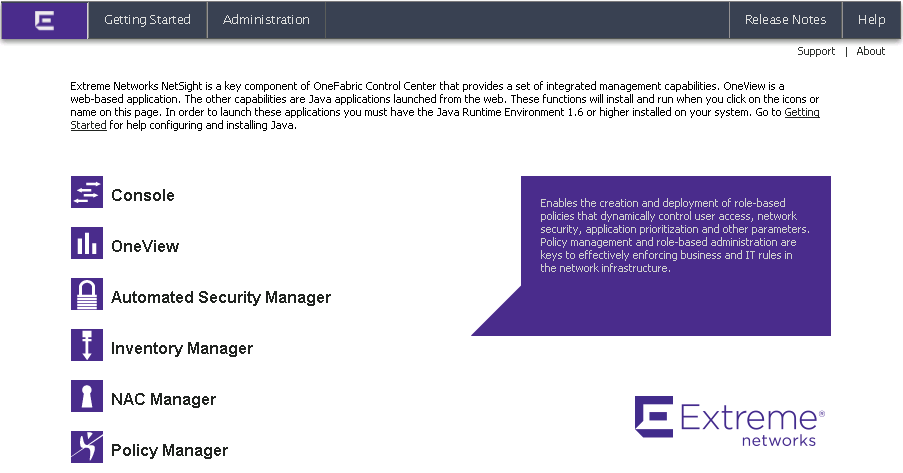 Getting Started
Administration
Release Notes
Help
Support | About
Extreme Networks NetSight is a key component of OneFabric Control Center that provides a set of integrated management capabilities. OneView is a
web-based application. The other capabilities are Java applications launched from the web. These functions will install and run when you click on the icons or
name on this page. In order to launch these applications you must have the Java Runtime Environment 1.6 or higher installed on your system. Go to Getting
Started for help configuring and installing Java.
Console
OneView
Automated Security Manager
Inventory Manager
NAC Manager
Policy Manager
Enables the creation and deployment of role-based
policies that dynamically control user access, network
security, application prioritization and other parameters.
Policy management and role-based administration are
keys to effectively enforcing business and IT rules in
the network infrastructure.
Extreme®
networks